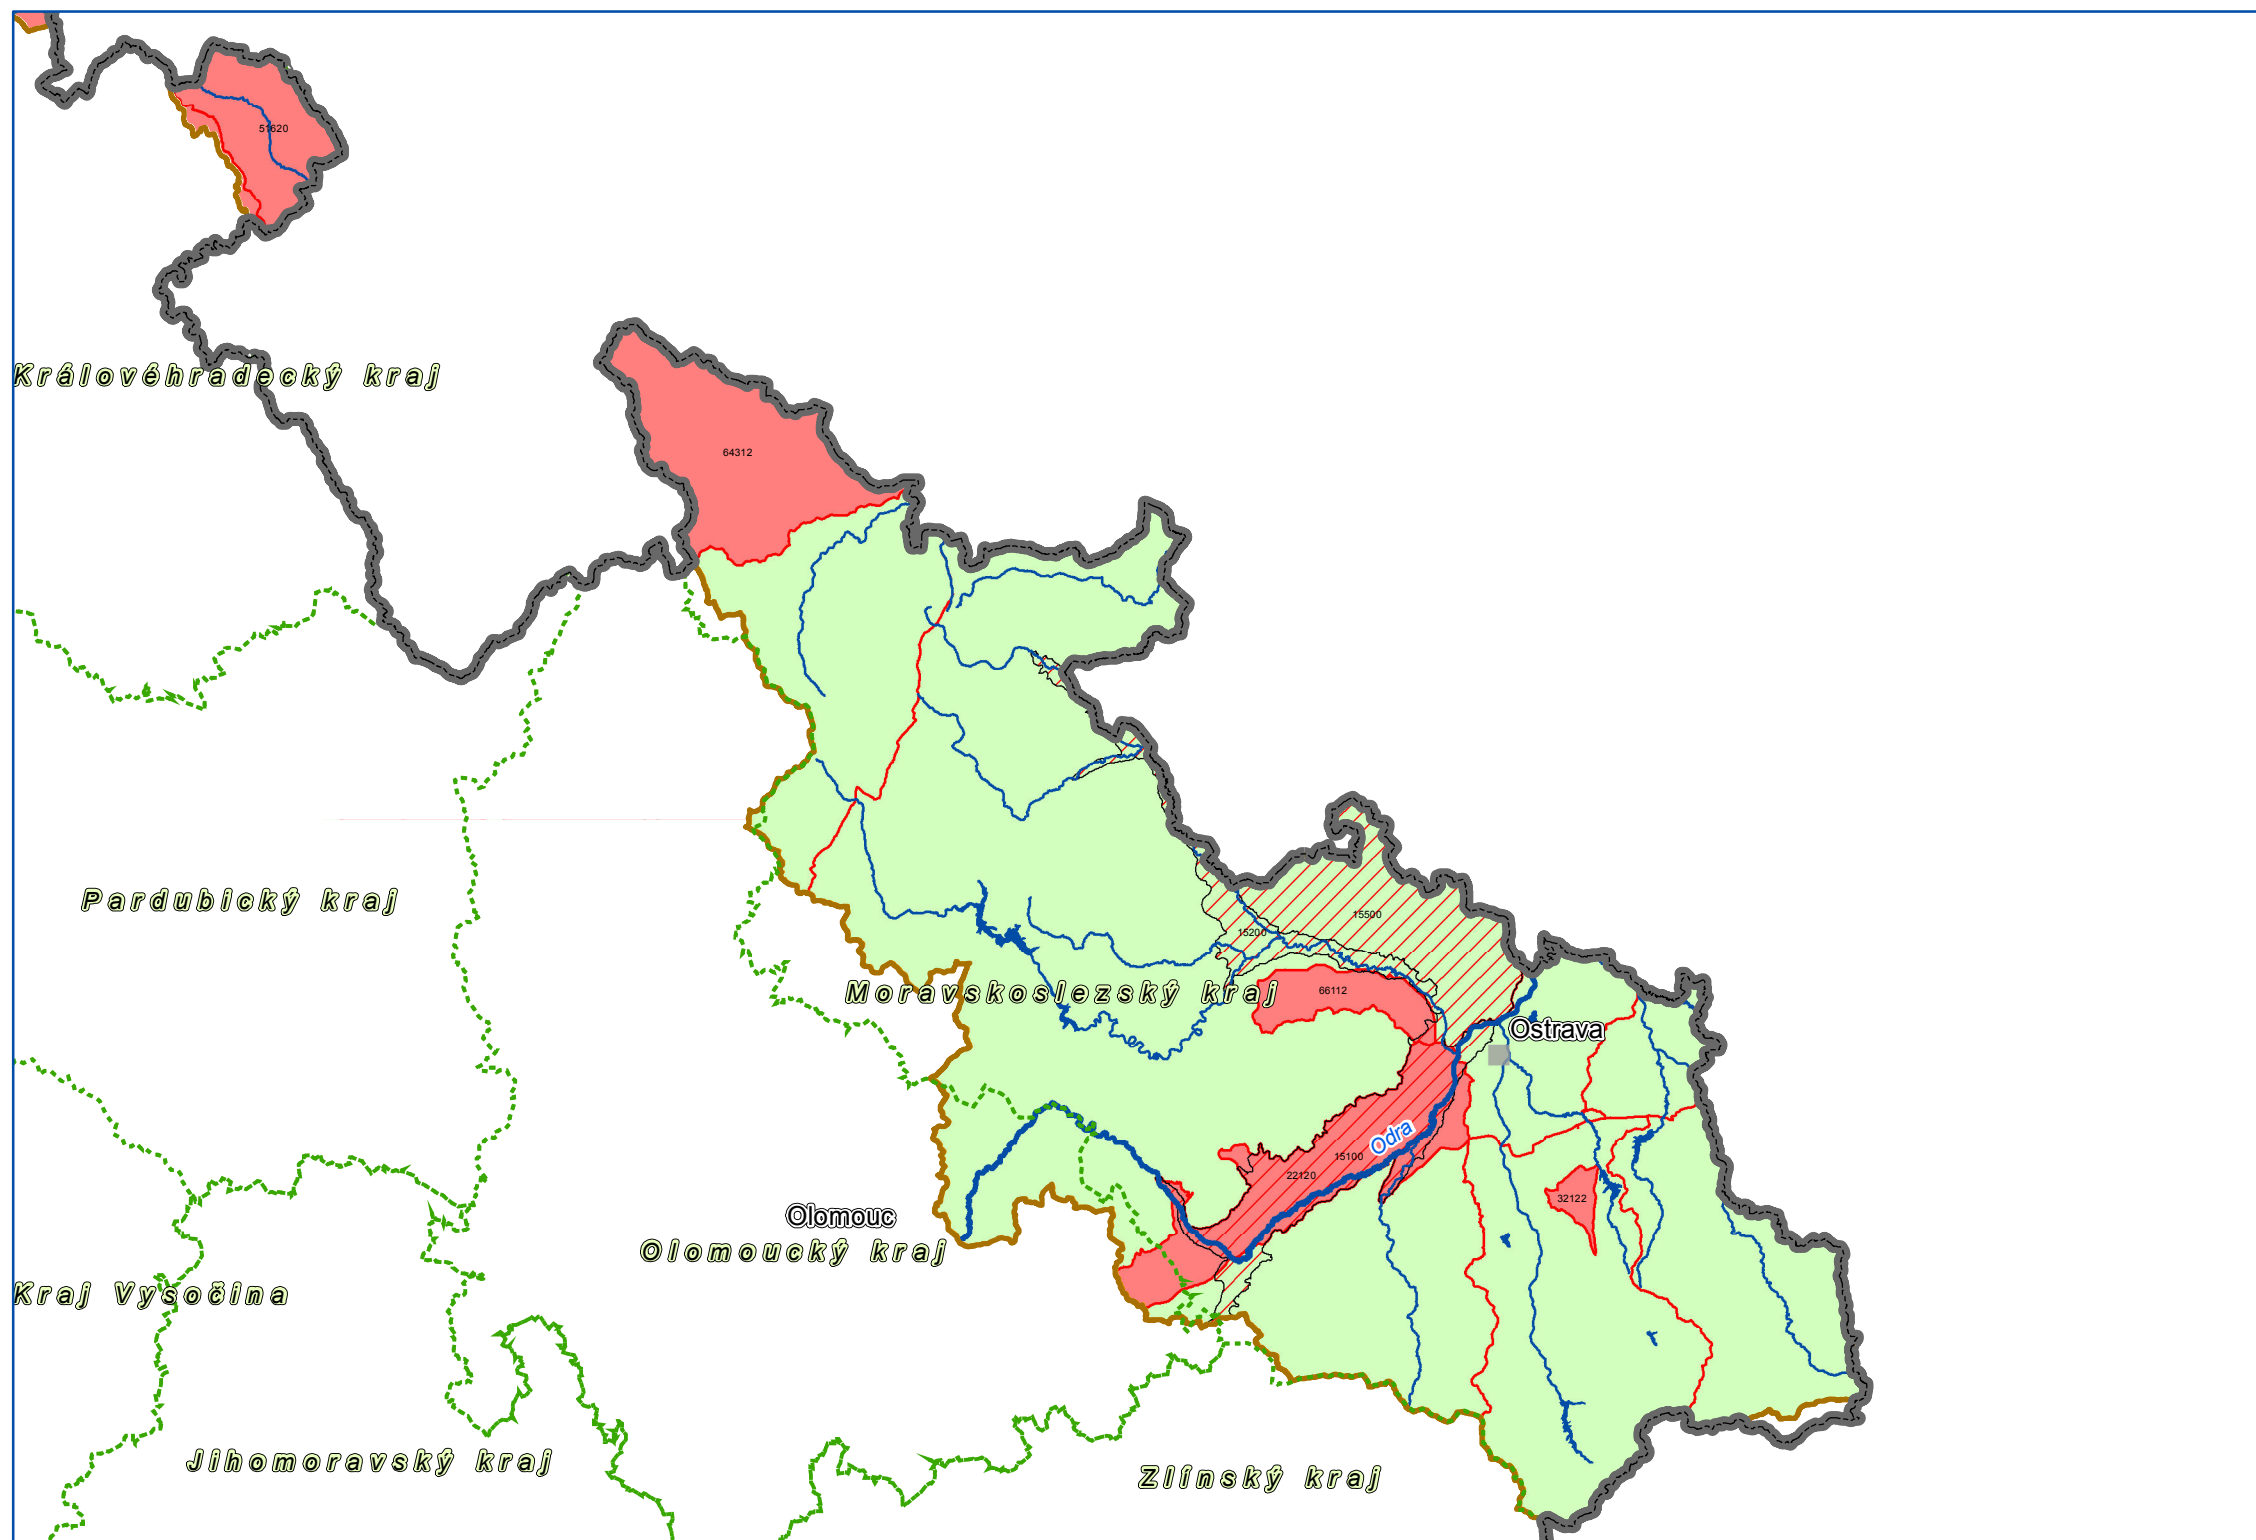 51620
Královéhradecký kraj
64312
Pardubický kraj
15500
15200
Moravskoslezský kraj
66112
Ostrava
Odra
15100
22120
32122
Olomouc
Olomoucký kraj
Kraj Vysočina
Jihomoravský kraj
Zlínský kraj